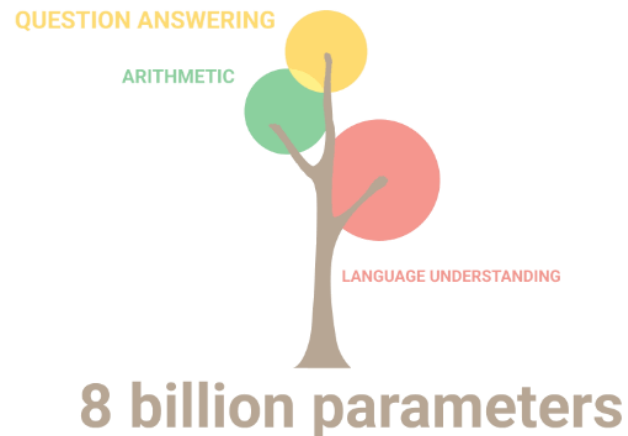 QUESTION ANSWERING
ARITHMETIC
LANGUAGE UNDERSTANDING
8 billion parameters